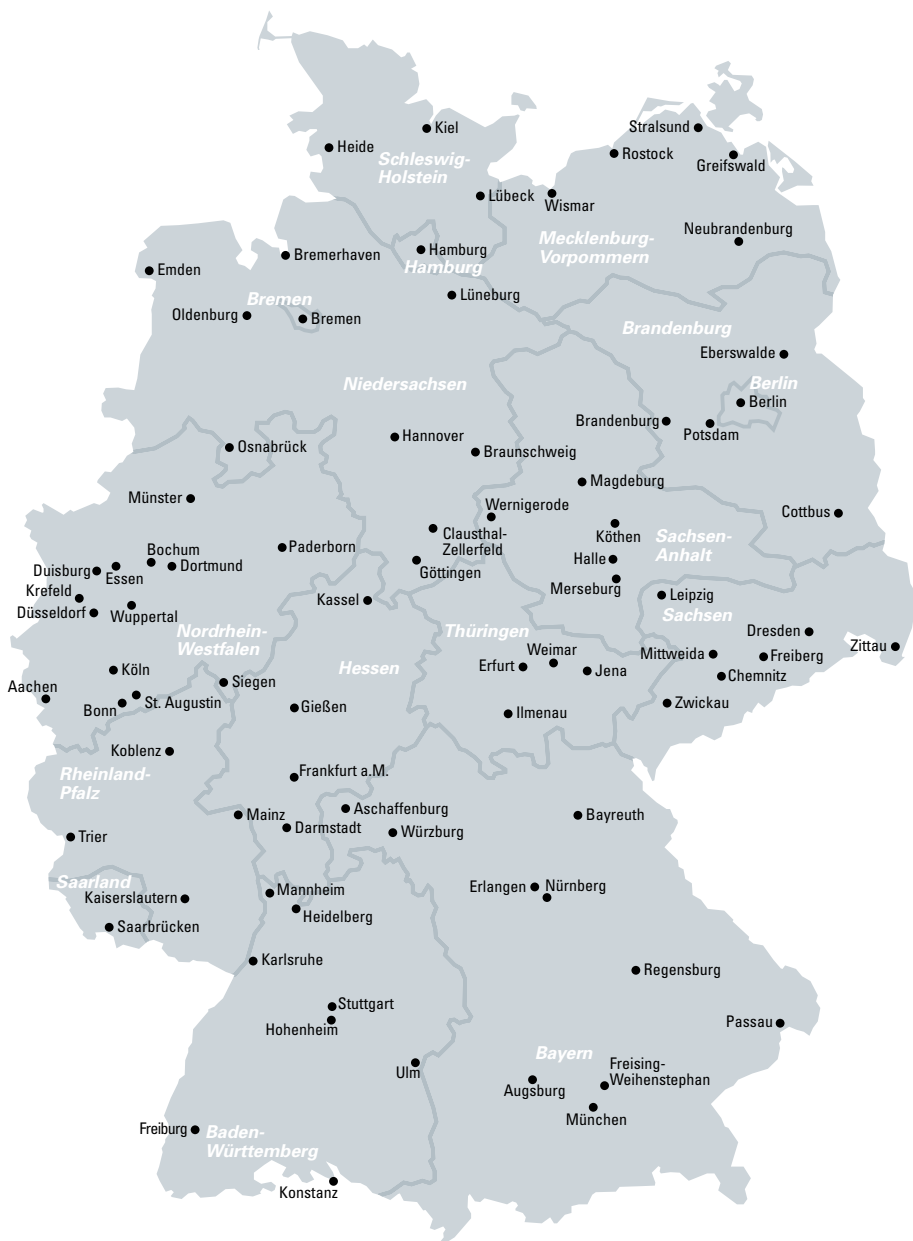 Kiel
Stralsund
Heide
Rostock
Greifswald
Schleswig-
Holstein
Lübeck
Wismar
Neubrandenburg
Mecklenburg-
Vorpommern
Hamburg
Hamburg
Bremerhaven
Emden
Lüneburg
Bremen
Oldenburg
Bremen
Brandenburg
Eberswalde
Niedersachsen
Berlin
Berlin
Brandenburg
Potsdam
Hannover
Osnabrück
Braunschweig
Magdeburg
Münster
Wernigerode
Cottbus
Clausthal-
Zellerfeld
Köthen
Sachsen-
Anhalt
Paderborn
Bochum
Dortmund
Duisburg
Essen
Göttingen
Halle
Merseburg
Krefeld
Düsseldorf
Wuppertal
Kassel
Leipzig
Sachsen
Nordrhein-
Westfalen
Thüringen
Dresden
Zittau
Hessen
Weimar
Erfurt
Jena
Mittweida
Freiberg
Chemnitz
Köln
Siegen
Aachen
Bonn
St. Augustin
Gießen
Ilmenau
Zwickau
Koblenz
Rheinland-
Pfalz
Frankfurt a.M.
Mainz
Aschaffenburg
Darmstadt
Würzburg
Bayreuth
Trier
Saarland
Kaiserslautern
Mannheim
Heidelberg
Erlangen
Nürnberg
Saarbrücken
Karlsruhe
Regensburg
Stuttgart
Hohenheim
Passau
Bayern
Ulm
Augsburg
Freising-
Weihenstephan
München
Freiburg
Baden-
Württemberg
Konstanz